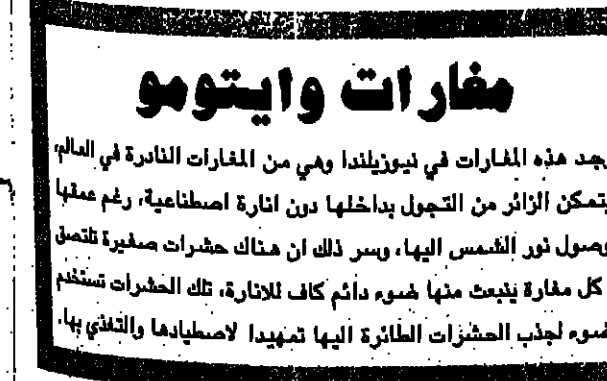 مغارات وايتومو
توجد هذه المغارات في نيوزيلندا وهي من المغارات النادرة في العالم،
يتمكن الزائر من التجول بداخلها دون انارة اصطناعية، رغم عمقها
وصول نور الشمس اليها، وسر ذلك ان هناك حشرات صغيرة تلتصق
كل مغارة ينبعث منها ضوء دائم كاف للانارة، تلك الحشرات تستخدم
ضوء لجذب الحشرات الطائرة اليها تمهيدا لاصطيادها والتغذي بها.